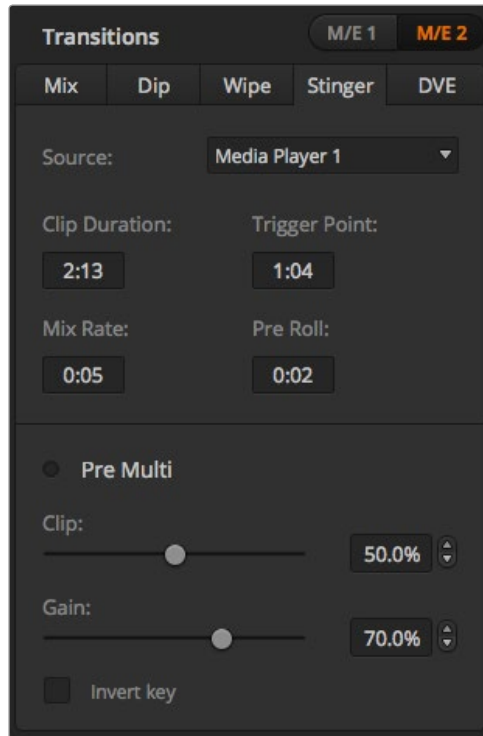 Transitions M/E 1 M/E 2
Mix Dip Wipe Stinger DVE
Source: Media Player 1
Clip Duration: Trigger Point:
2:13 1:04
Mix Rate: Pre Roll:
0:05 0:02
Pre Multi
Clip:
50.0%
Gain:
70.0%
Invert key